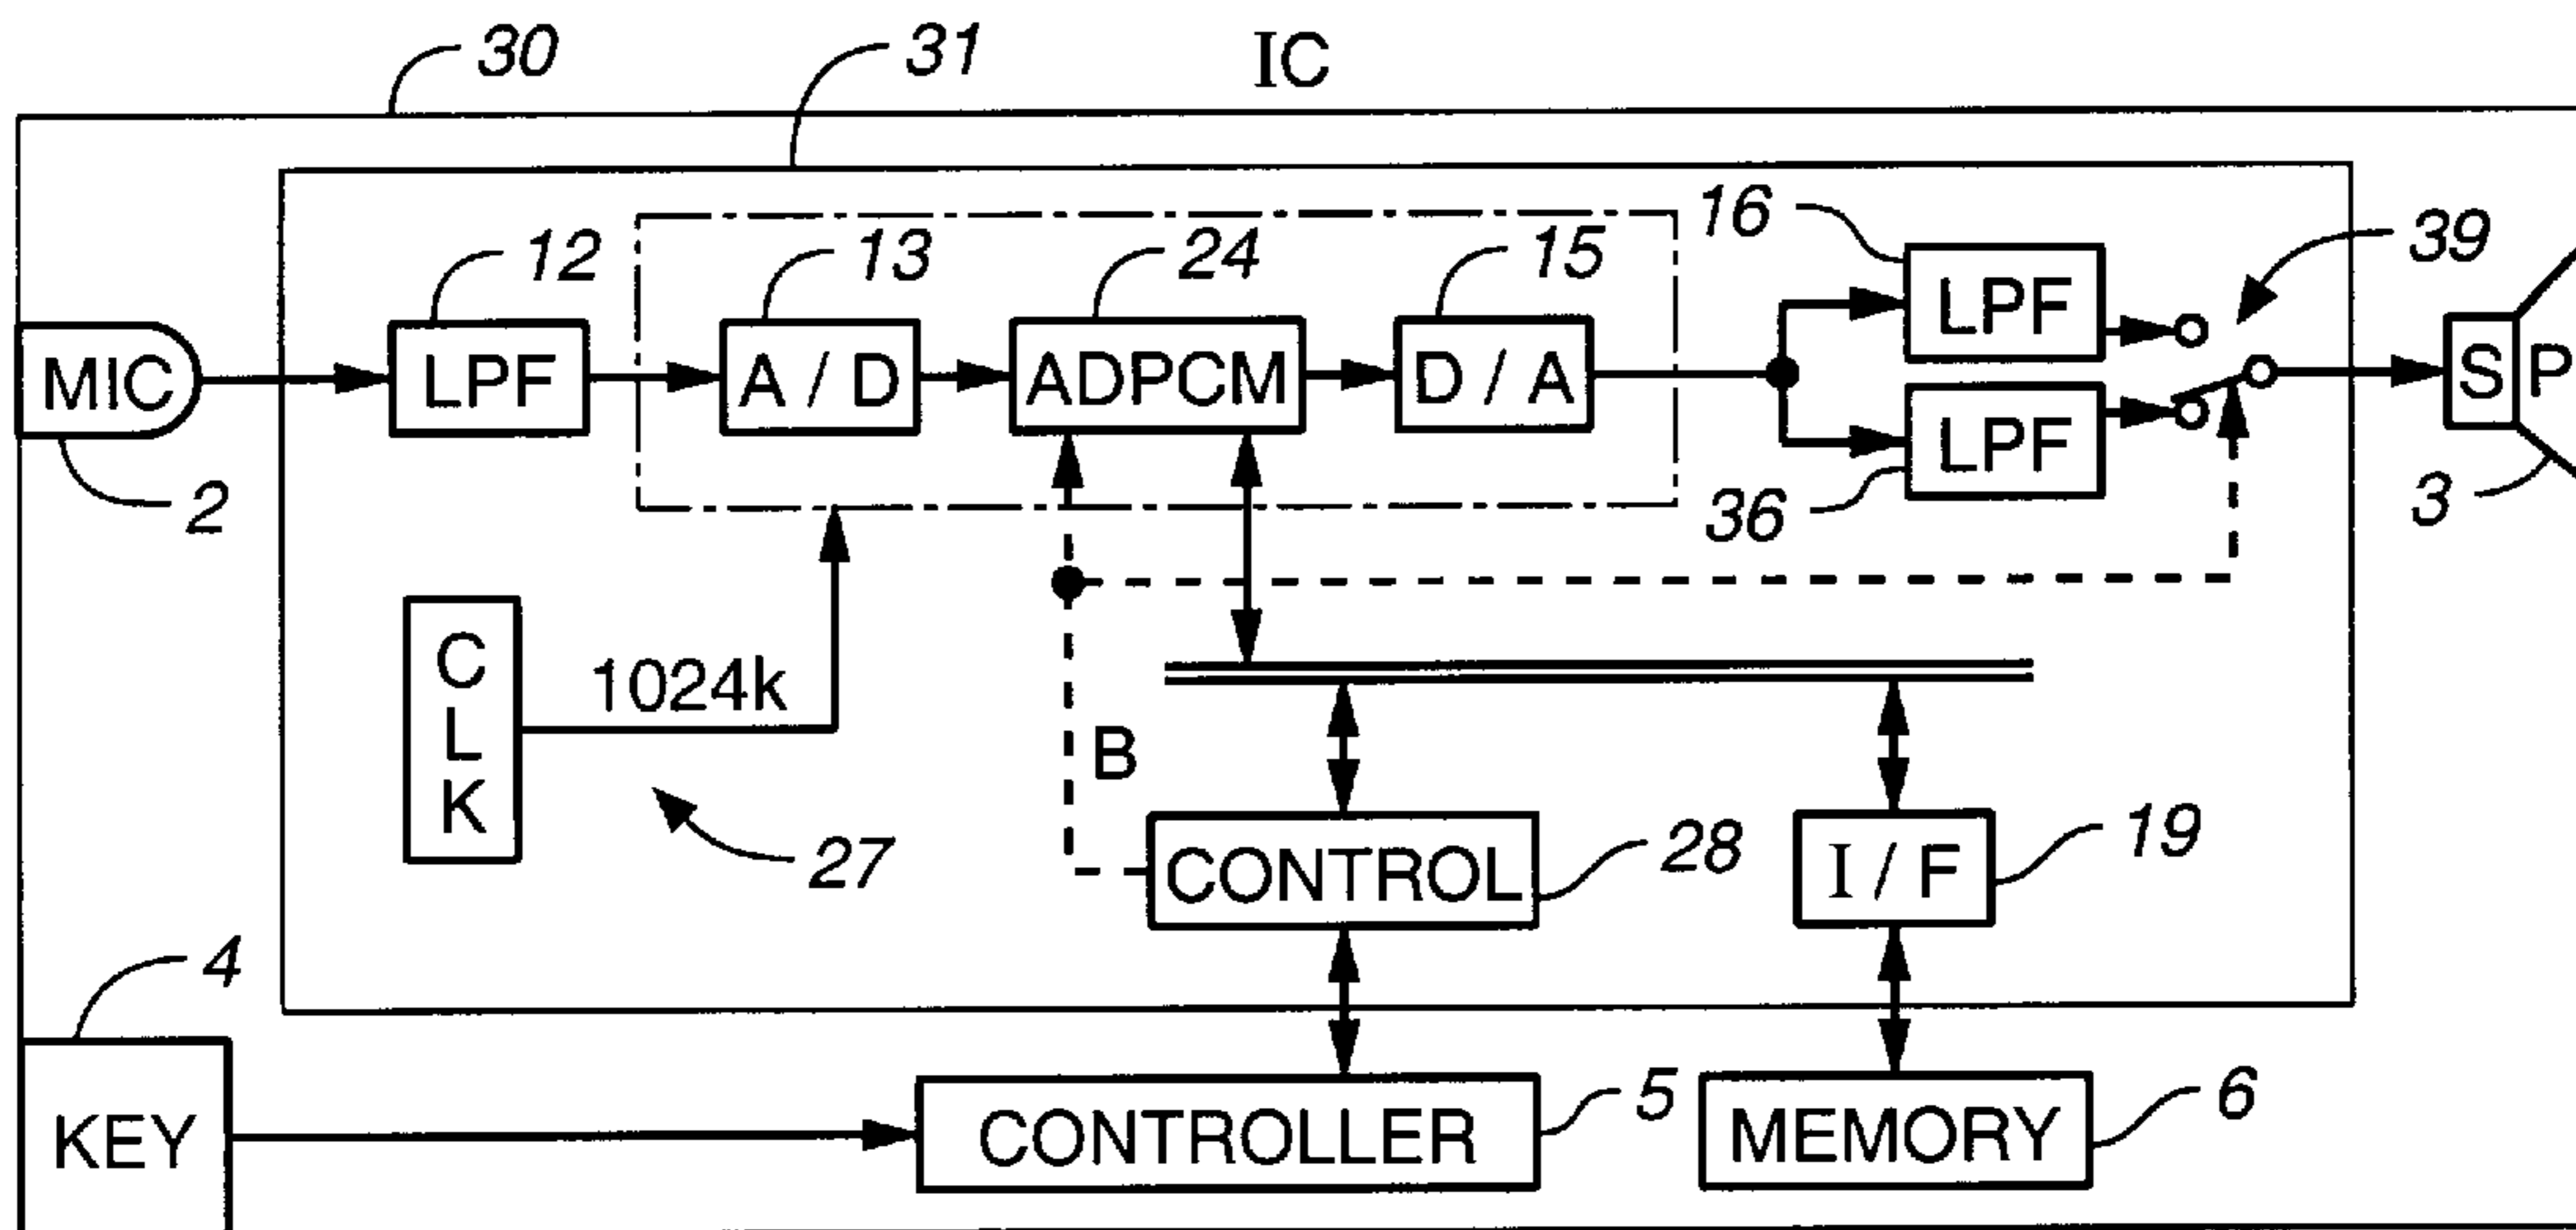 30
31
IC
12
13
24
15
16
39
MIC
LPF
A / D
ADPCM
D / A
LPF
LPF
S P
2
36
3
C
L
K
1024k
27
B
CONTROL
28
I / F
19
4
KEY
CONTROLLER
5
MEMORY
6